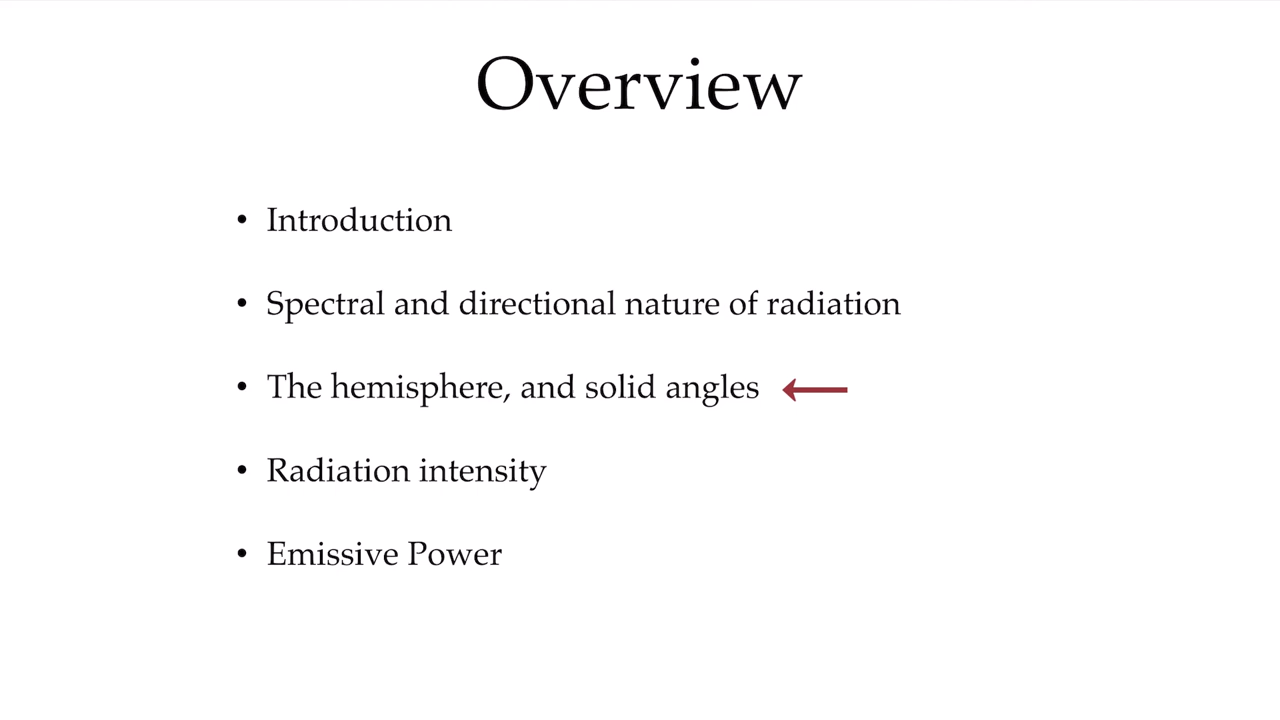 Overview
• Introduction
• Spectral and directional nature of radiation
• The hemisphere, and solid angles
• Radiation intensity
• Emissive Power